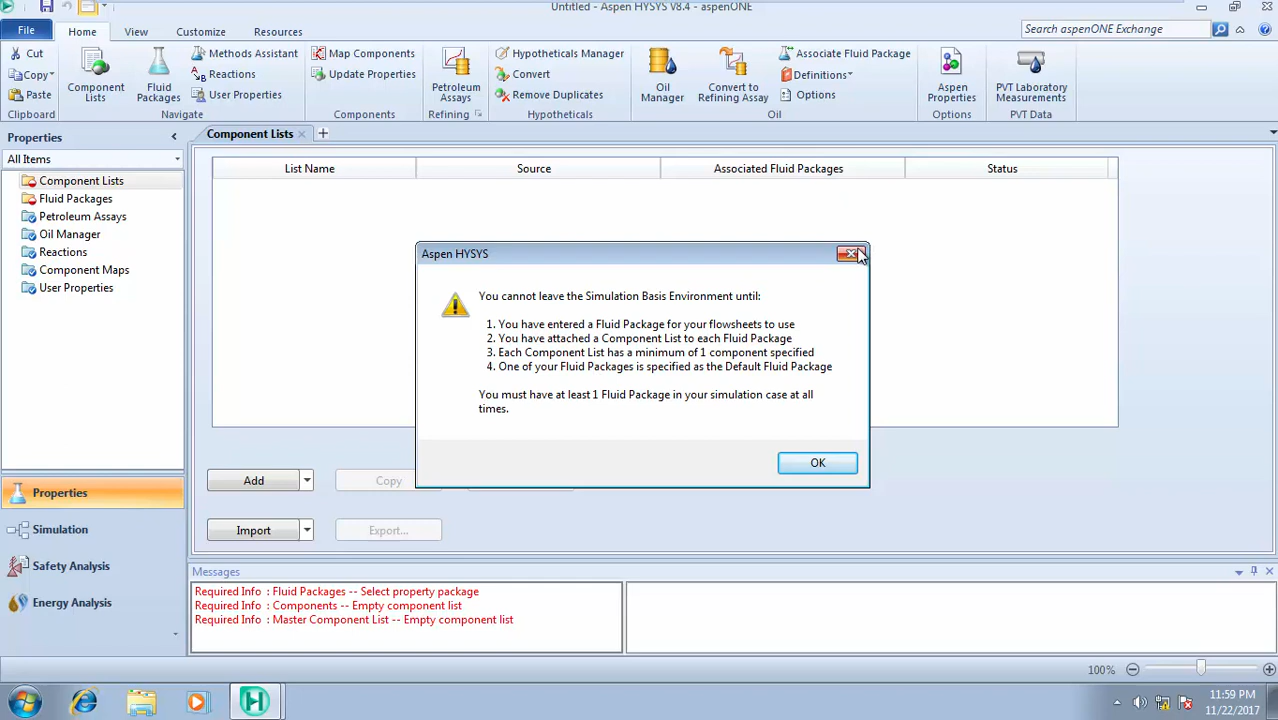 Untitled - Aspen HYSYS V8.4 - aspenONE
File Home View Customize Resources Search aspenONE Exchange
Cut
Copy
Paste
Clipboard
Component Lists
Fluid Packages
Methods Assistant
Reactions
User Properties
Navigate
Map Components
Update Properties
Components
Petroleum Assays
Refining
Hypotheticals Manager
Convert
Remove Duplicates
Hypotheticals
Oil Manager
Convert to Refining Assay
Associate Fluid Package
Definitions
Options
Oil
Aspen Properties
Options
PVT Laboratory Measurements
PVT Data
Properties
All Items
Component Lists
Fluid Packages
Petroleum Assays
Oil Manager
Reactions
Component Maps
User Properties
Properties
Simulation
Safety Analysis
Energy Analysis
Component Lists
List Name Source Associated Fluid Packages Status
Aspen HYSYS
You cannot leave the Simulation Basis Environment until:
1. You have entered a Fluid Package for your flowsheets to use
2. You have attached a Component List to each Fluid Package
3. Each Component List has a minimum of 1 component specified
4. One of your Fluid Packages is specified as the Default Fluid Package
You must have at least 1 Fluid Package in your simulation case at all
times.
OK
Add Copy
Import Export...
Messages
Required Info : Fluid Packages -- Select property package
Required Info : Components -- Empty component list
Required Info : Master Component List -- Empty component list
100%
11:59 PM
11/22/2017